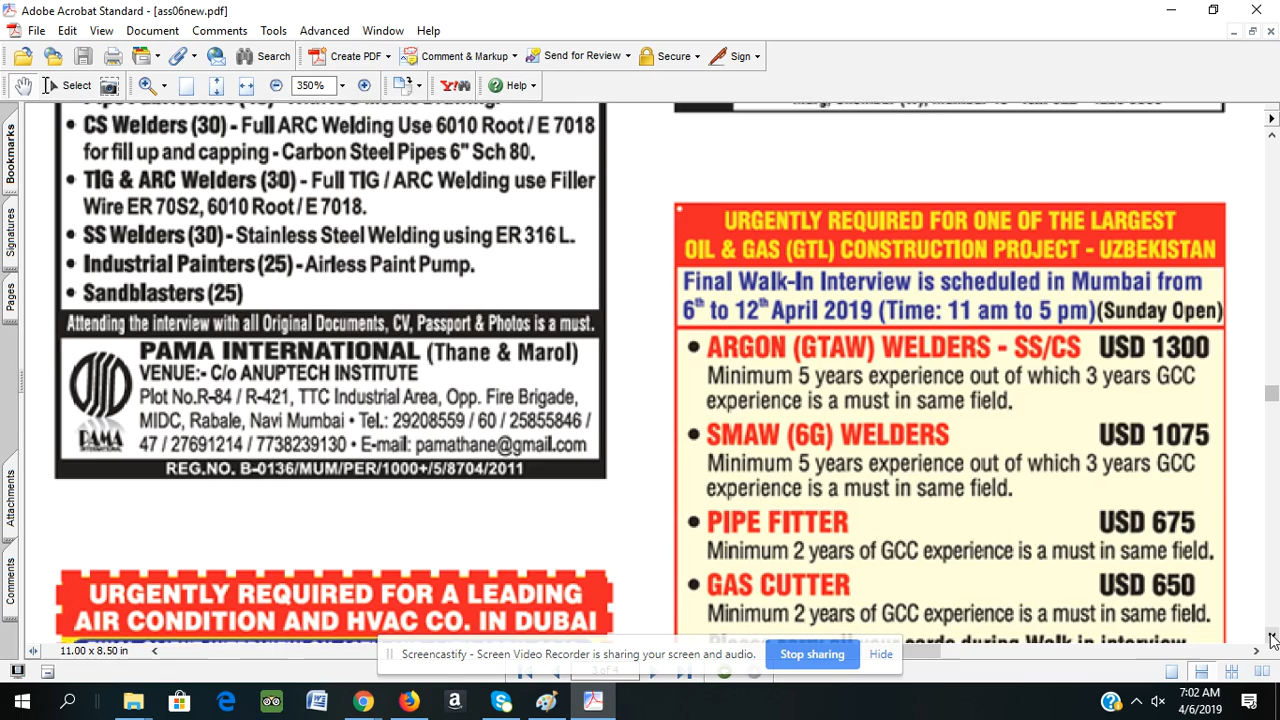 Adobe Acrobat Standard - [ass06new.pdf]
File Edit View Document Comments Tools Advanced Window Help
Search Create PDF Comment & Markup Send for Review Secure Sign
Select 350% Y! Help
Bookmarks
Signatures
Pages
Attachments
Comments
• CS Welders (30) - Full ARC Welding Use 6010 Root / E 7018
for fill up and capping - Carbon Steel Pipes 6" Sch 80.
• TIG & ARC Welders (30) - Full TIG / ARC Welding use Filler
Wire ER 70S2, 6010 Root / E 7018.
• SS Welders (30) - Stainless Steel Welding using ER 316 L.
• Industrial Painters (25) - Airless Paint Pump.
• Sandblasters (25)
Attending the interview with all Original Documents, CV, Passport & Photos is a must.
PAMA INTERNATIONAL (Thane & Marol)
VENUE:- C/o ANUPTECH INSTITUTE
Plot No.R-84 / R-421, TTC Industrial Area, Opp. Fire Brigade,
MIDC, Rabale, Navi Mumbai • Tel.: 29208559 / 60 / 25855846 /
47 / 27691214 / 7738239130 • E-mail: pamathane@gmail.com
PAMA
INTERNATIONAL
REG.NO. B-0136/MUM/PER/1000+/5/8704/2011
URGENTLY REQUIRED FOR A LEADING
AIR CONDITION AND HVAC CO. IN DUBAI
URGENTLY REQUIRED FOR ONE OF THE LARGEST
OIL & GAS (GTL) CONSTRUCTION PROJECT - UZBEKISTAN
Final Walk-In Interview is scheduled in Mumbai from
6th to 12th April 2019 (Time: 11 am to 5 pm)(Sunday Open)
• ARGON (GTAW) WELDERS - SS/CS USD 1300
Minimum 5 years experience out of which 3 years GCC
experience is a must in same field.
• SMAW (6G) WELDERS USD 1075
Minimum 5 years experience out of which 3 years GCC
experience is a must in same field.
• PIPE FITTER USD 675
Minimum 2 years of GCC experience is a must in same field.
• GAS CUTTER USD 650
Minimum 2 years of GCC experience is a must in same field.
11.00 x 8.50 in
Screencastify - Screen Video Recorder is sharing your screen and audio. Stop sharing Hide
3 of 4
7:02 AM
4/6/2019